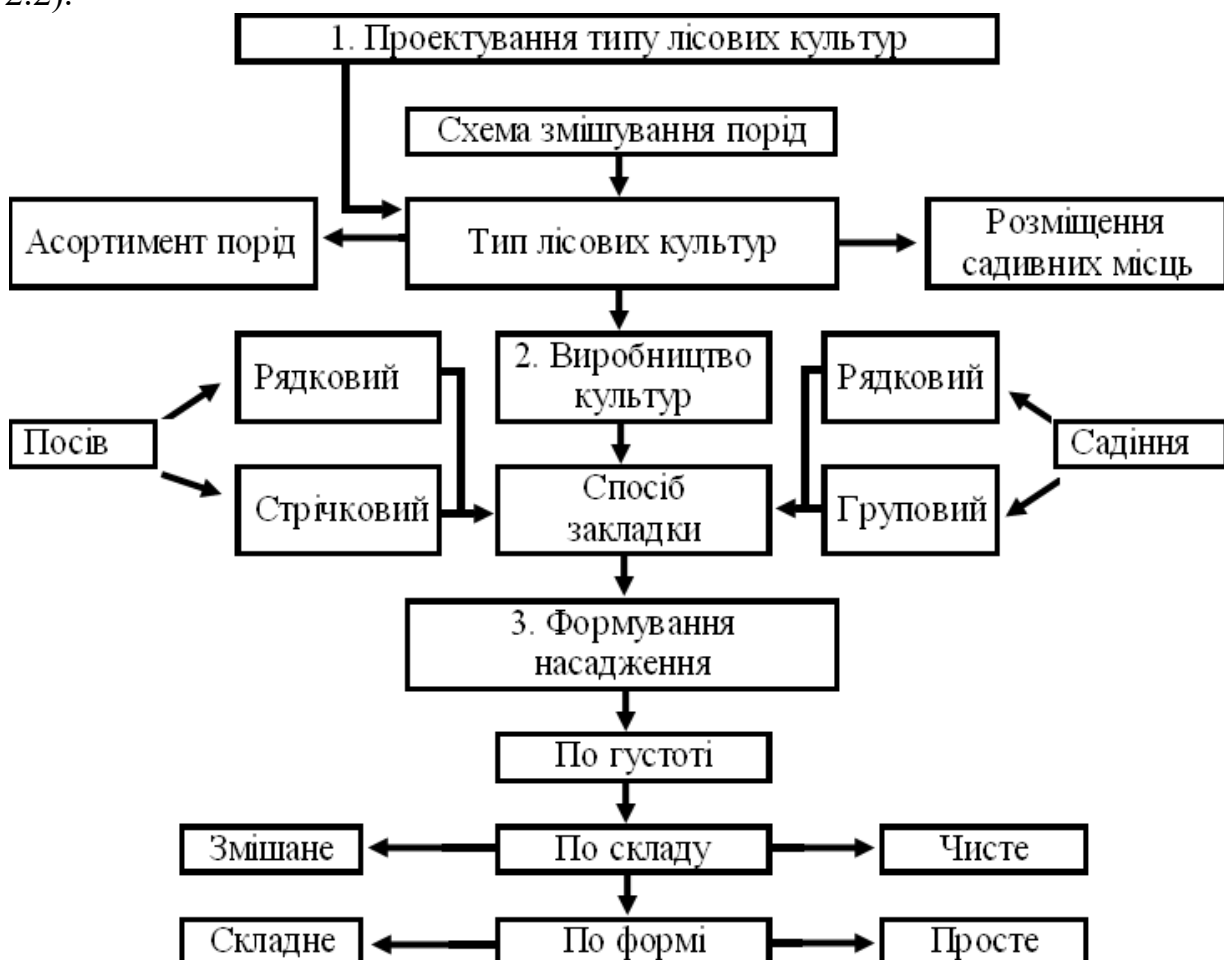 2.2).
1. Проектування типу лісових культур
Схема змішування порід
Асортимент порід
Тип лісових культур
Розміщення
садивних місць
Рядковий
2. Виробництво
культур
Рядковий
Посів
Садіння
Стрічковий
Спосіб
закладки
Груповий
3. Формування
насадження
По густоті
Змішане
По складу
Чисте
Складне
По формі
Просте